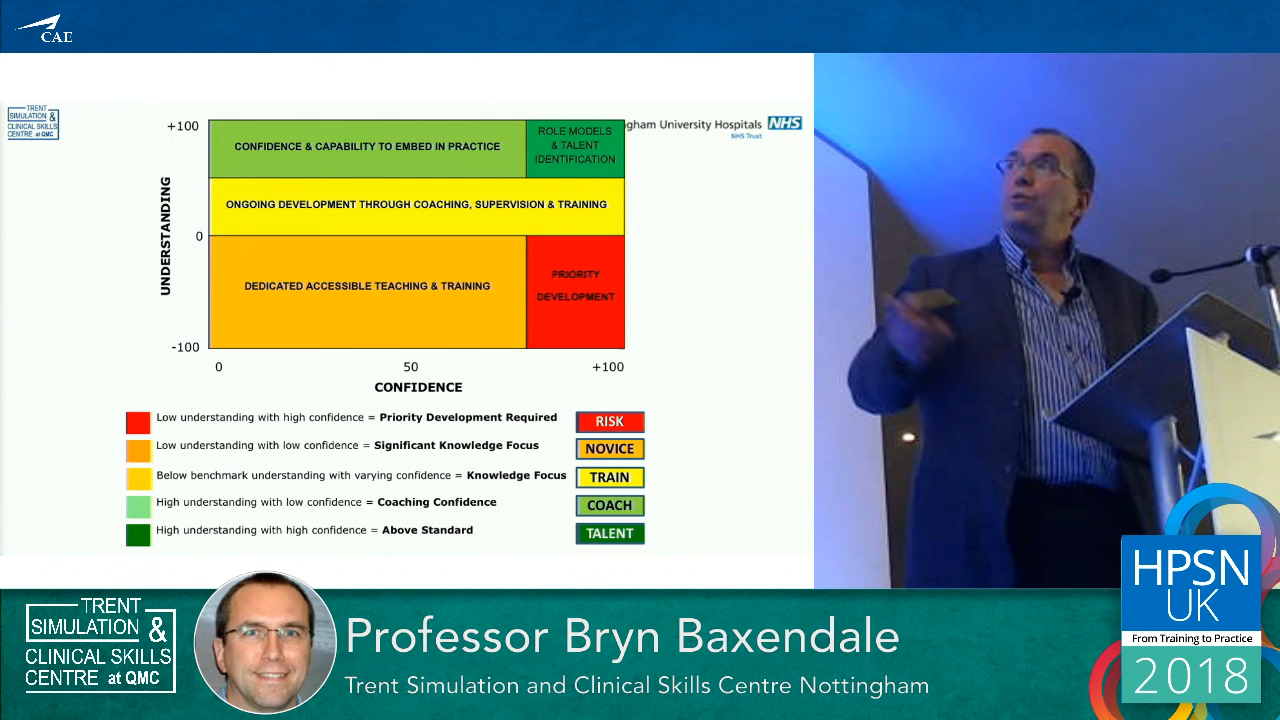 CAE
TRENT
SIMULATION &
CLINICAL SKILLS
CENTRE at QMC
gham University Hospitals NHS
NHS Trust
+100
0
-100
UNDERSTANDING
CONFIDENCE & CAPABILITY TO EMBED IN PRACTICE
ROLE MODELS
& TALENT
IDENTIFICATION
ONGOING DEVELOPMENT THROUGH COACHING, SUPERVISION & TRAINING
DEDICATED ACCESSIBLE TEACHING & TRAINING
PRIORITY
DEVELOPMENT
0 50 +100
CONFIDENCE
Low understanding with high confidence = Priority Development Required RISK
Low understanding with low confidence = Significant Knowledge Focus NOVICE
Below benchmark understanding with varying confidence = Knowledge Focus TRAIN
High understanding with low confidence = Coaching Confidence COACH
High understanding with high confidence = Above Standard TALENT
TRENT
SIMULATION &
CLINICAL SKILLS
CENTRE at QMC
Professor Bryn Baxendale
Trent Simulation and Clinical Skills Centre Nottingham
HPSN
UK
From Training to Practice
2018